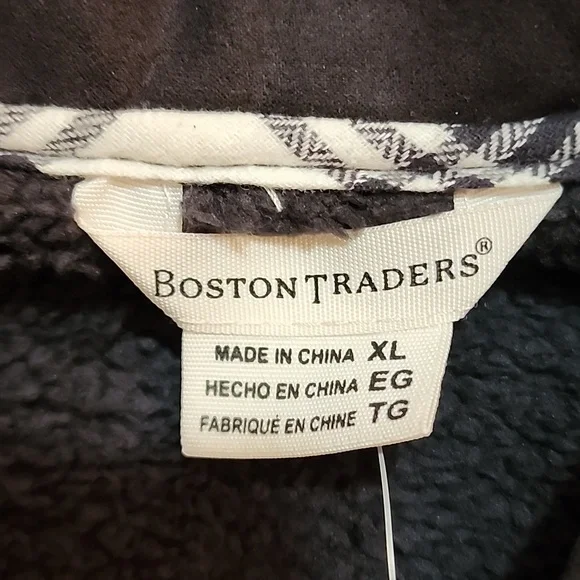 BOSTON TRADERS®
MADE IN CHINA XL
HECHO EN CHINA EG
FABRIQUÉ EN CHINE TG